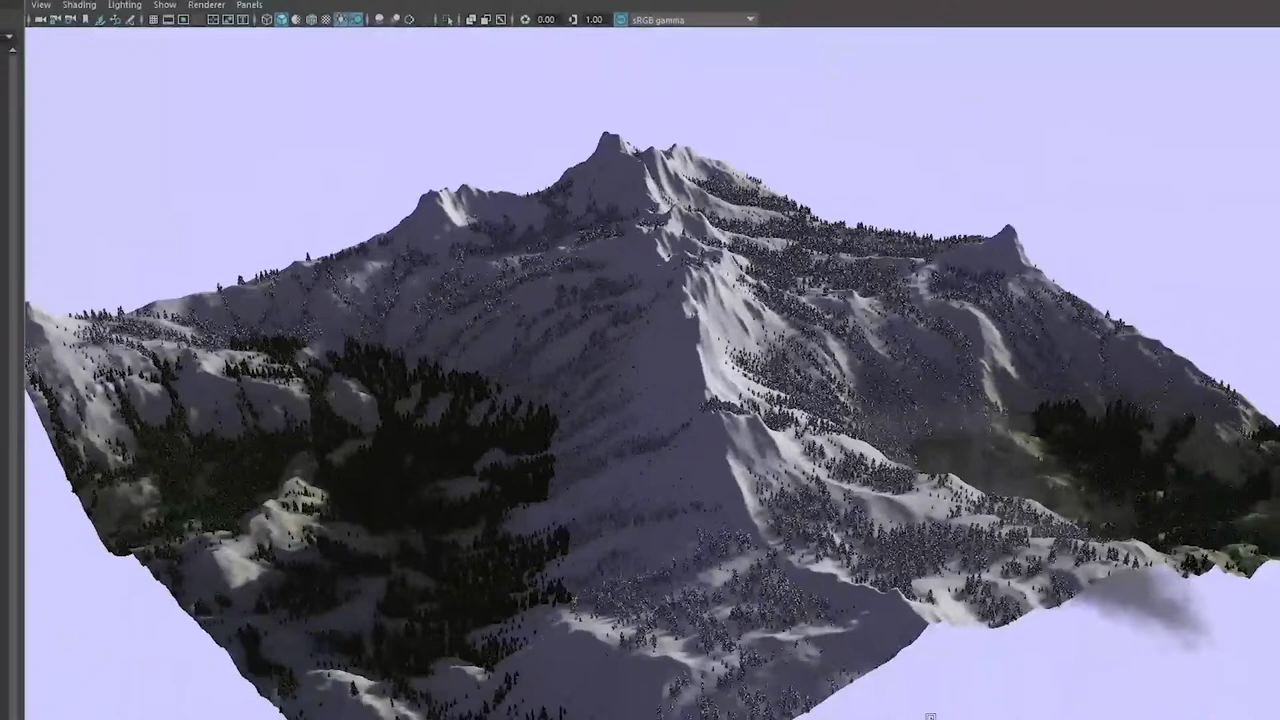 View Shading Lighting Show Renderer Panels
0.00 1.00 sRGB gamma